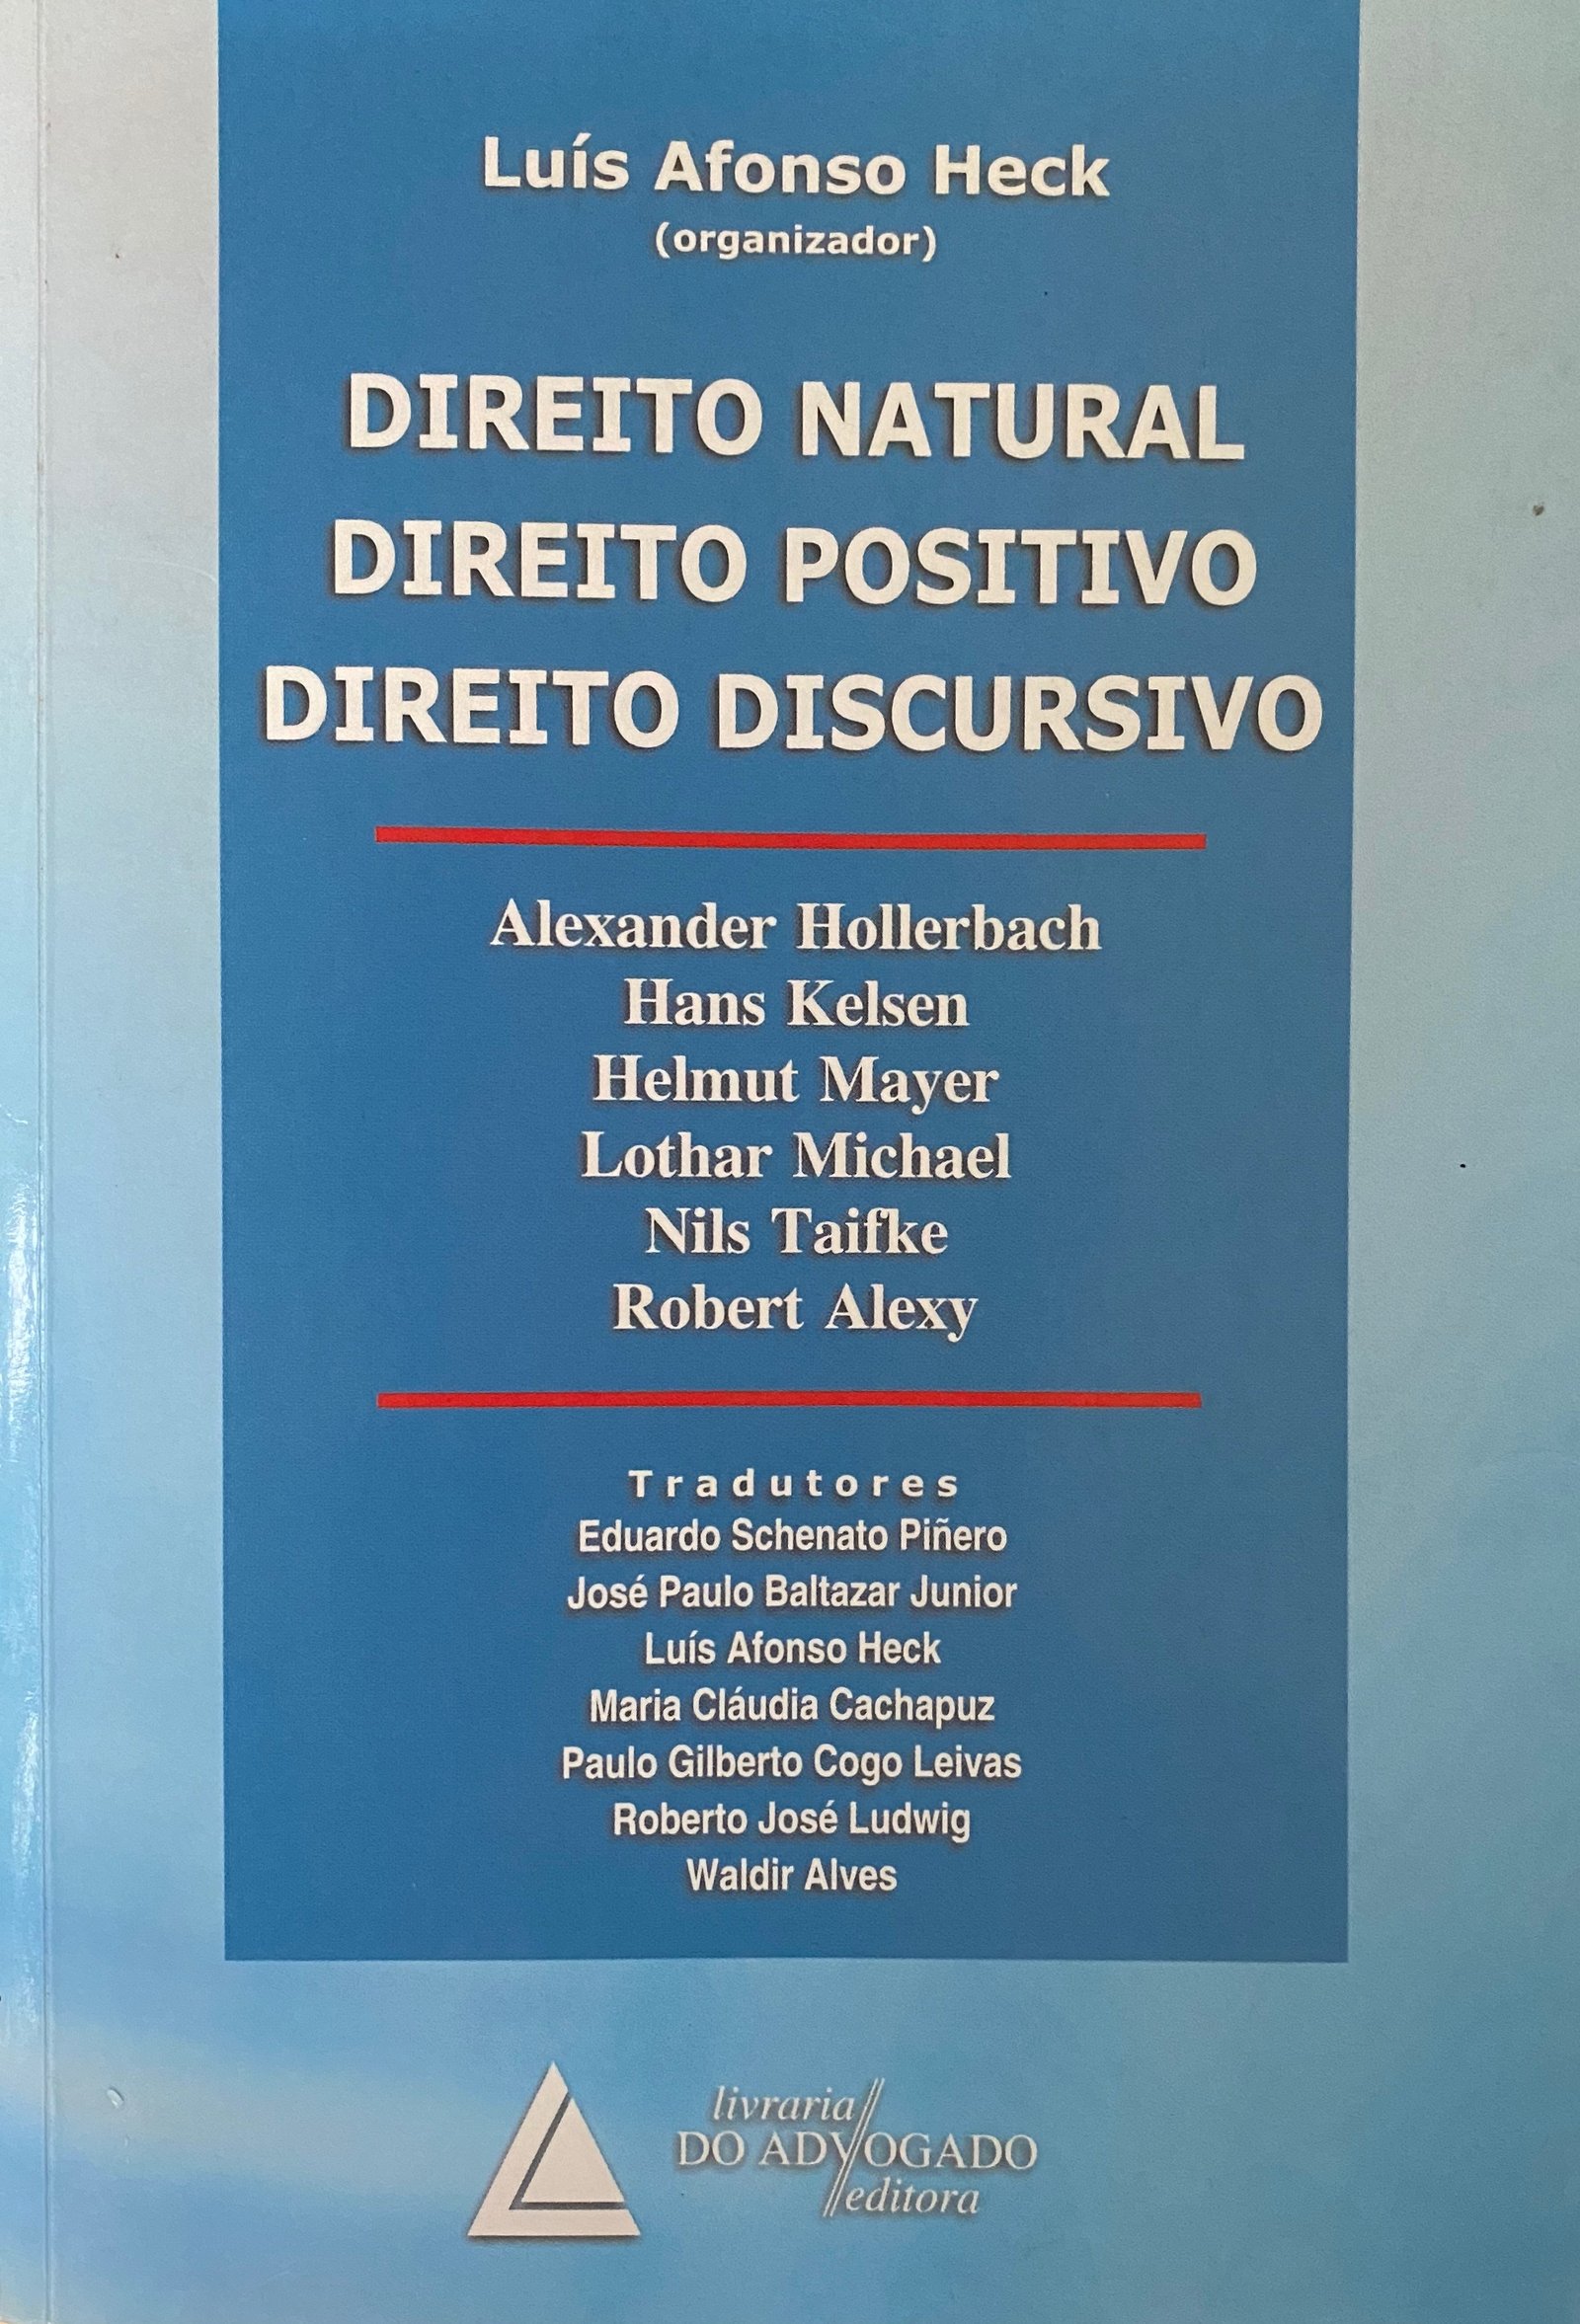 Luís Afonso Heck
(organizador)
DIREITO NATURAL
DIREITO POSITIVO
DIREITO DISCURSIVO
Alexander Hollerbach
Hans Kelsen
Helmut Mayer
Lothar Michael
Nils Taifke
Robert Alexy
Tradutores
Eduardo Schenato Piñero
José Paulo Baltazar Junior
Luís Afonso Heck
Maria Cláudia Cachapuz
Paulo Gilberto Cogo Leivas
Roberto José Ludwig
Waldir Alves
livraria
DO ADVOGADO
editora